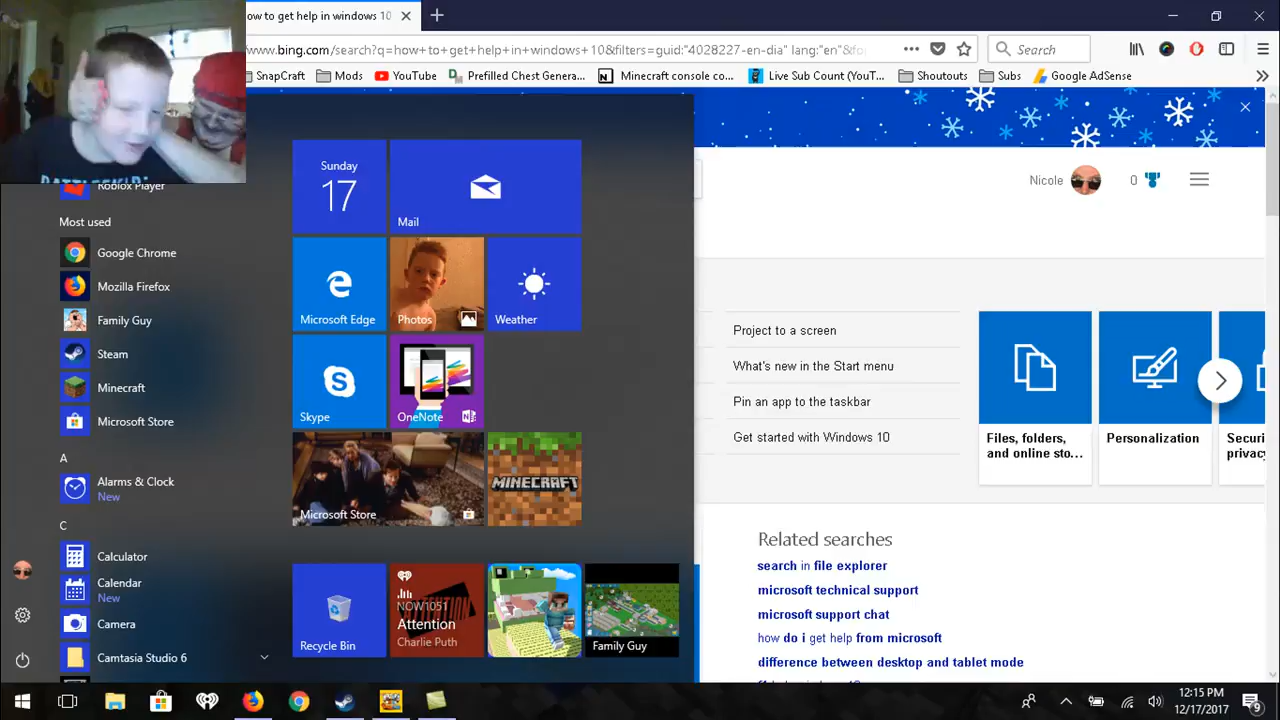 ow to get help in windows 10
www.bing.com/search?q=how+to+get+help+in+windows+10&filters=guid:"4028227-en-dia" lang:"en"&fo
Search
SnapCraft
Mods
YouTube
Prefilled Chest Genera...
Minecraft console co...
Live Sub Count (YouT...
Shoutouts
Subs
Google AdSense
BATTLESHIP
Roblox Player
Most used
Google Chrome
Mozilla Firefox
Family Guy
Steam
Minecraft
Microsoft Store
A
Alarms & Clock
New
C
Calculator
Calendar
New
Camera
Camtasia Studio 6
Sunday
17
Mail
Microsoft Edge
Photos
Weather
Skype
OneNote
Microsoft Store
MINECRAFT
Recycle Bin
NOW1051
Attention
Charlie Puth
Family Guy
Nicole
0
Project to a screen
What's new in the Start menu
Pin an app to the taskbar
Get started with Windows 10
Files, folders,
and online sto...
Personalization
Securi
privacy
Related searches
search in file explorer
microsoft technical support
microsoft support chat
how do i get help from microsoft
difference between desktop and tablet mode
12:15 PM
12/17/2017
9